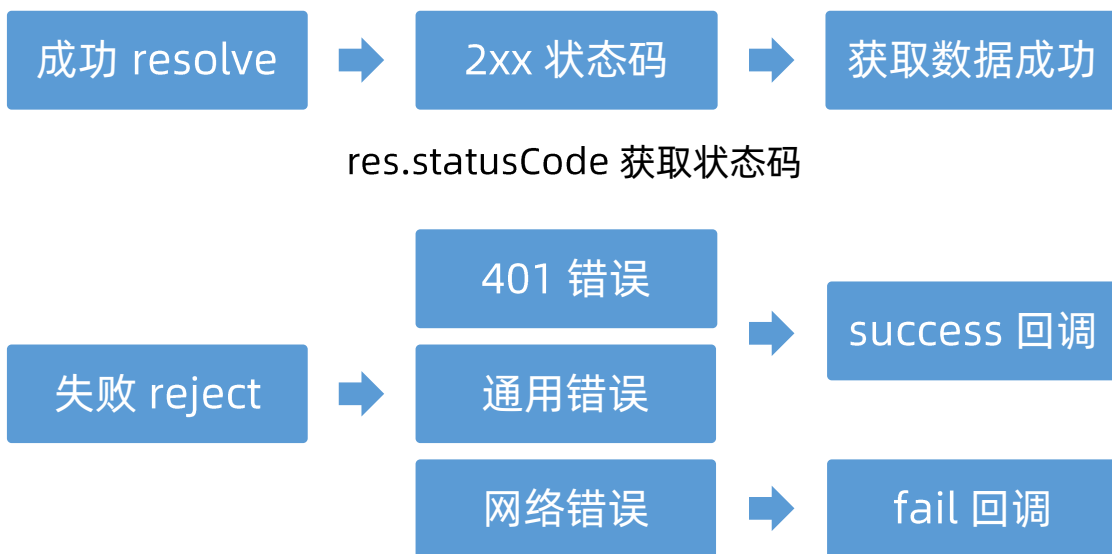 成功 resolve
2xx 状态码
获取数据成功
res.statusCode 获取状态码
401 错误
success 回调
失败 reject
通用错误
网络错误
fail 回调